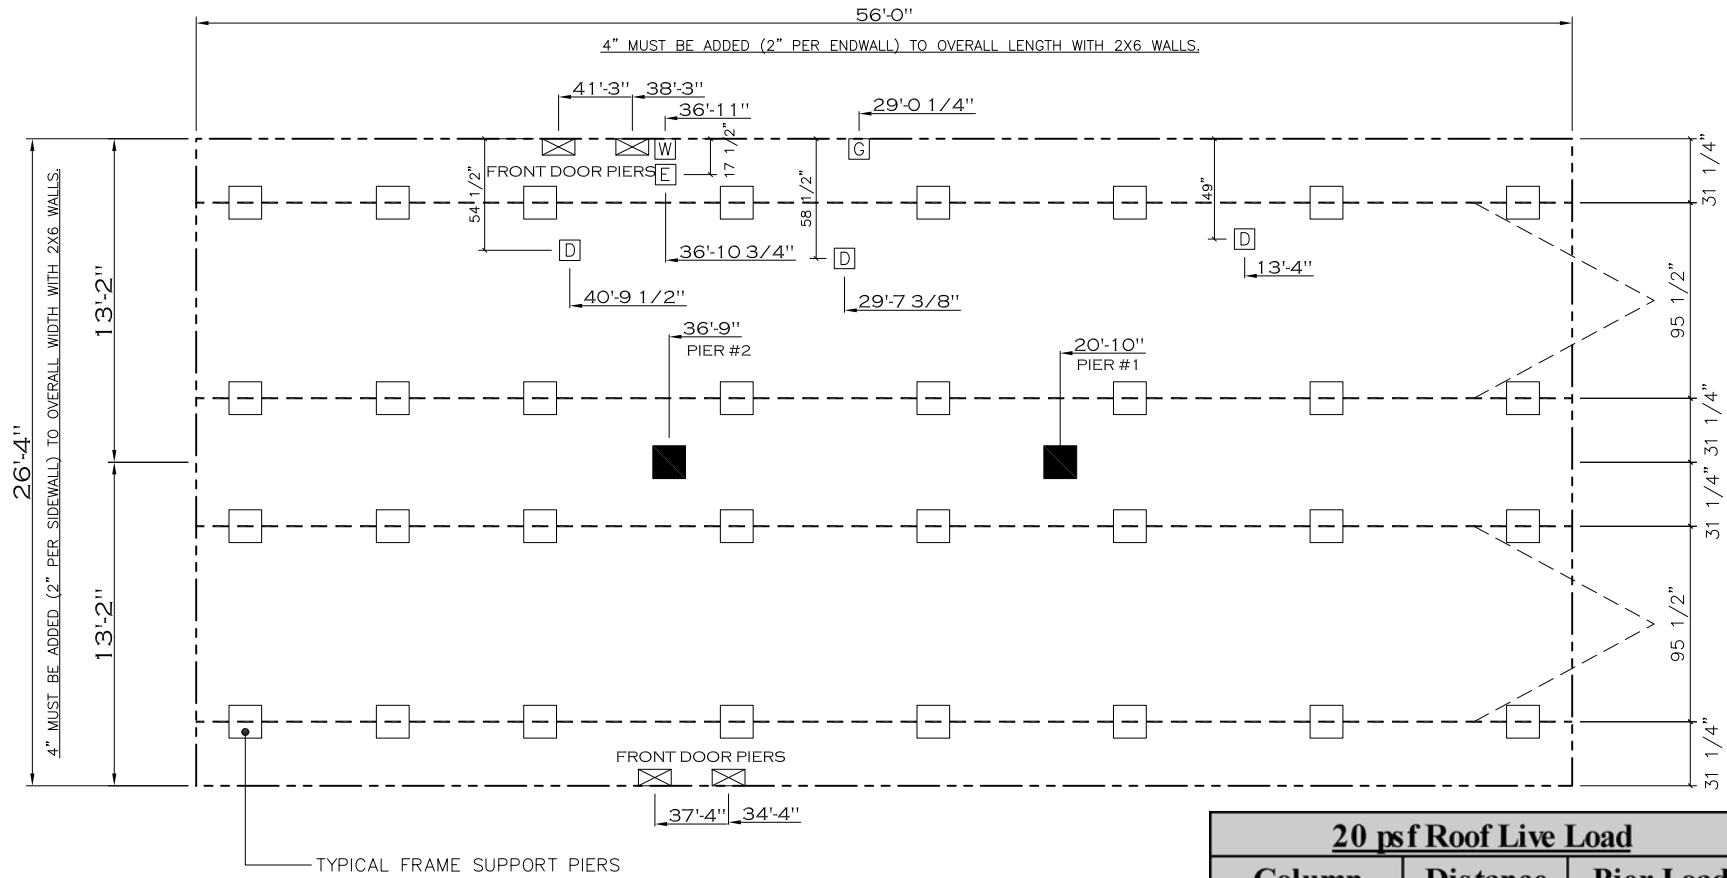 56'-0"
4" MUST BE ADDED (2" PER ENDWALL) TO OVERALL LENGTH WITH 2X6 WALLS.
41'-3"
38'-3"
36'-11"
29'-0 1/4"
W
G
FRONT DOOR PIERS
E
17 1/2"
54 1/2"
58 1/2"
49"
D
D
D
36'-10 3/4"
13'-4"
40'-9 1/2"
29'-7 3/8"
36'-9"
PIER #2
20'-10"
PIER #1
26'-4"
4" MUST BE ADDED (2" PER SIDEWALL) TO OVERALL WIDTH WITH 2X6 WALLS.
13'-2"
13'-2"
31 1/4"
95 1/2"
31 1/4"
31 1/4"
95 1/2"
31 1/4"
FRONT DOOR PIERS
37'-4"
34'-4"
TYPICAL FRAME SUPPORT PIERS
20 psf Roof Live Load
Column Distance Pier Load